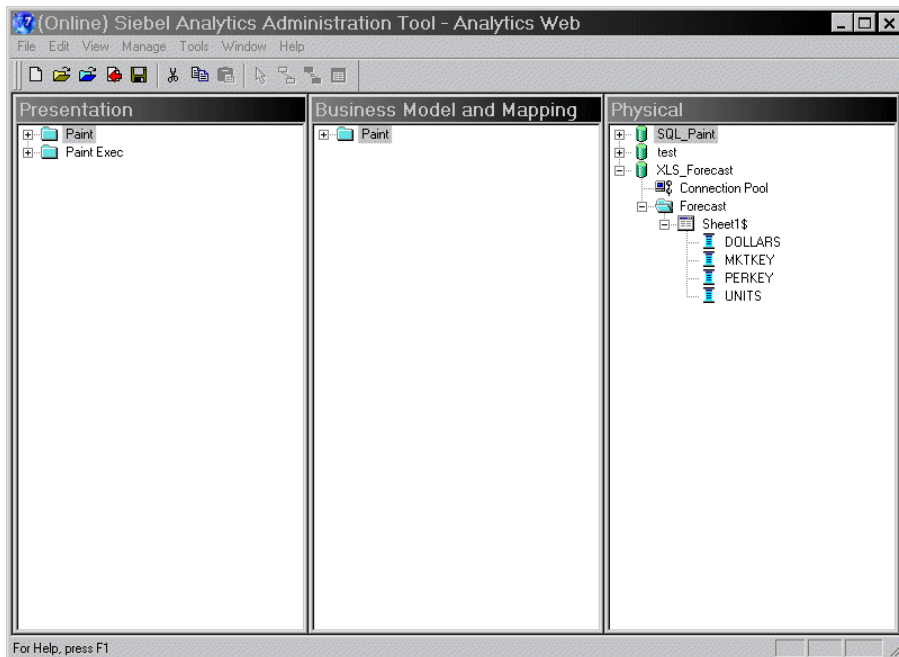 (Online) Siebel Analytics Administration Tool - Analytics Web
File Edit View Manage Tools Window Help
Presentation
Paint
Paint Exec
Business Model and Mapping
Paint
Physical
SQL_Paint
test
XLS_Forecast
Connection Pool
Forecast
Sheet1$
DOLLARS
MKTKEY
PERKEY
UNITS
For Help, press F1